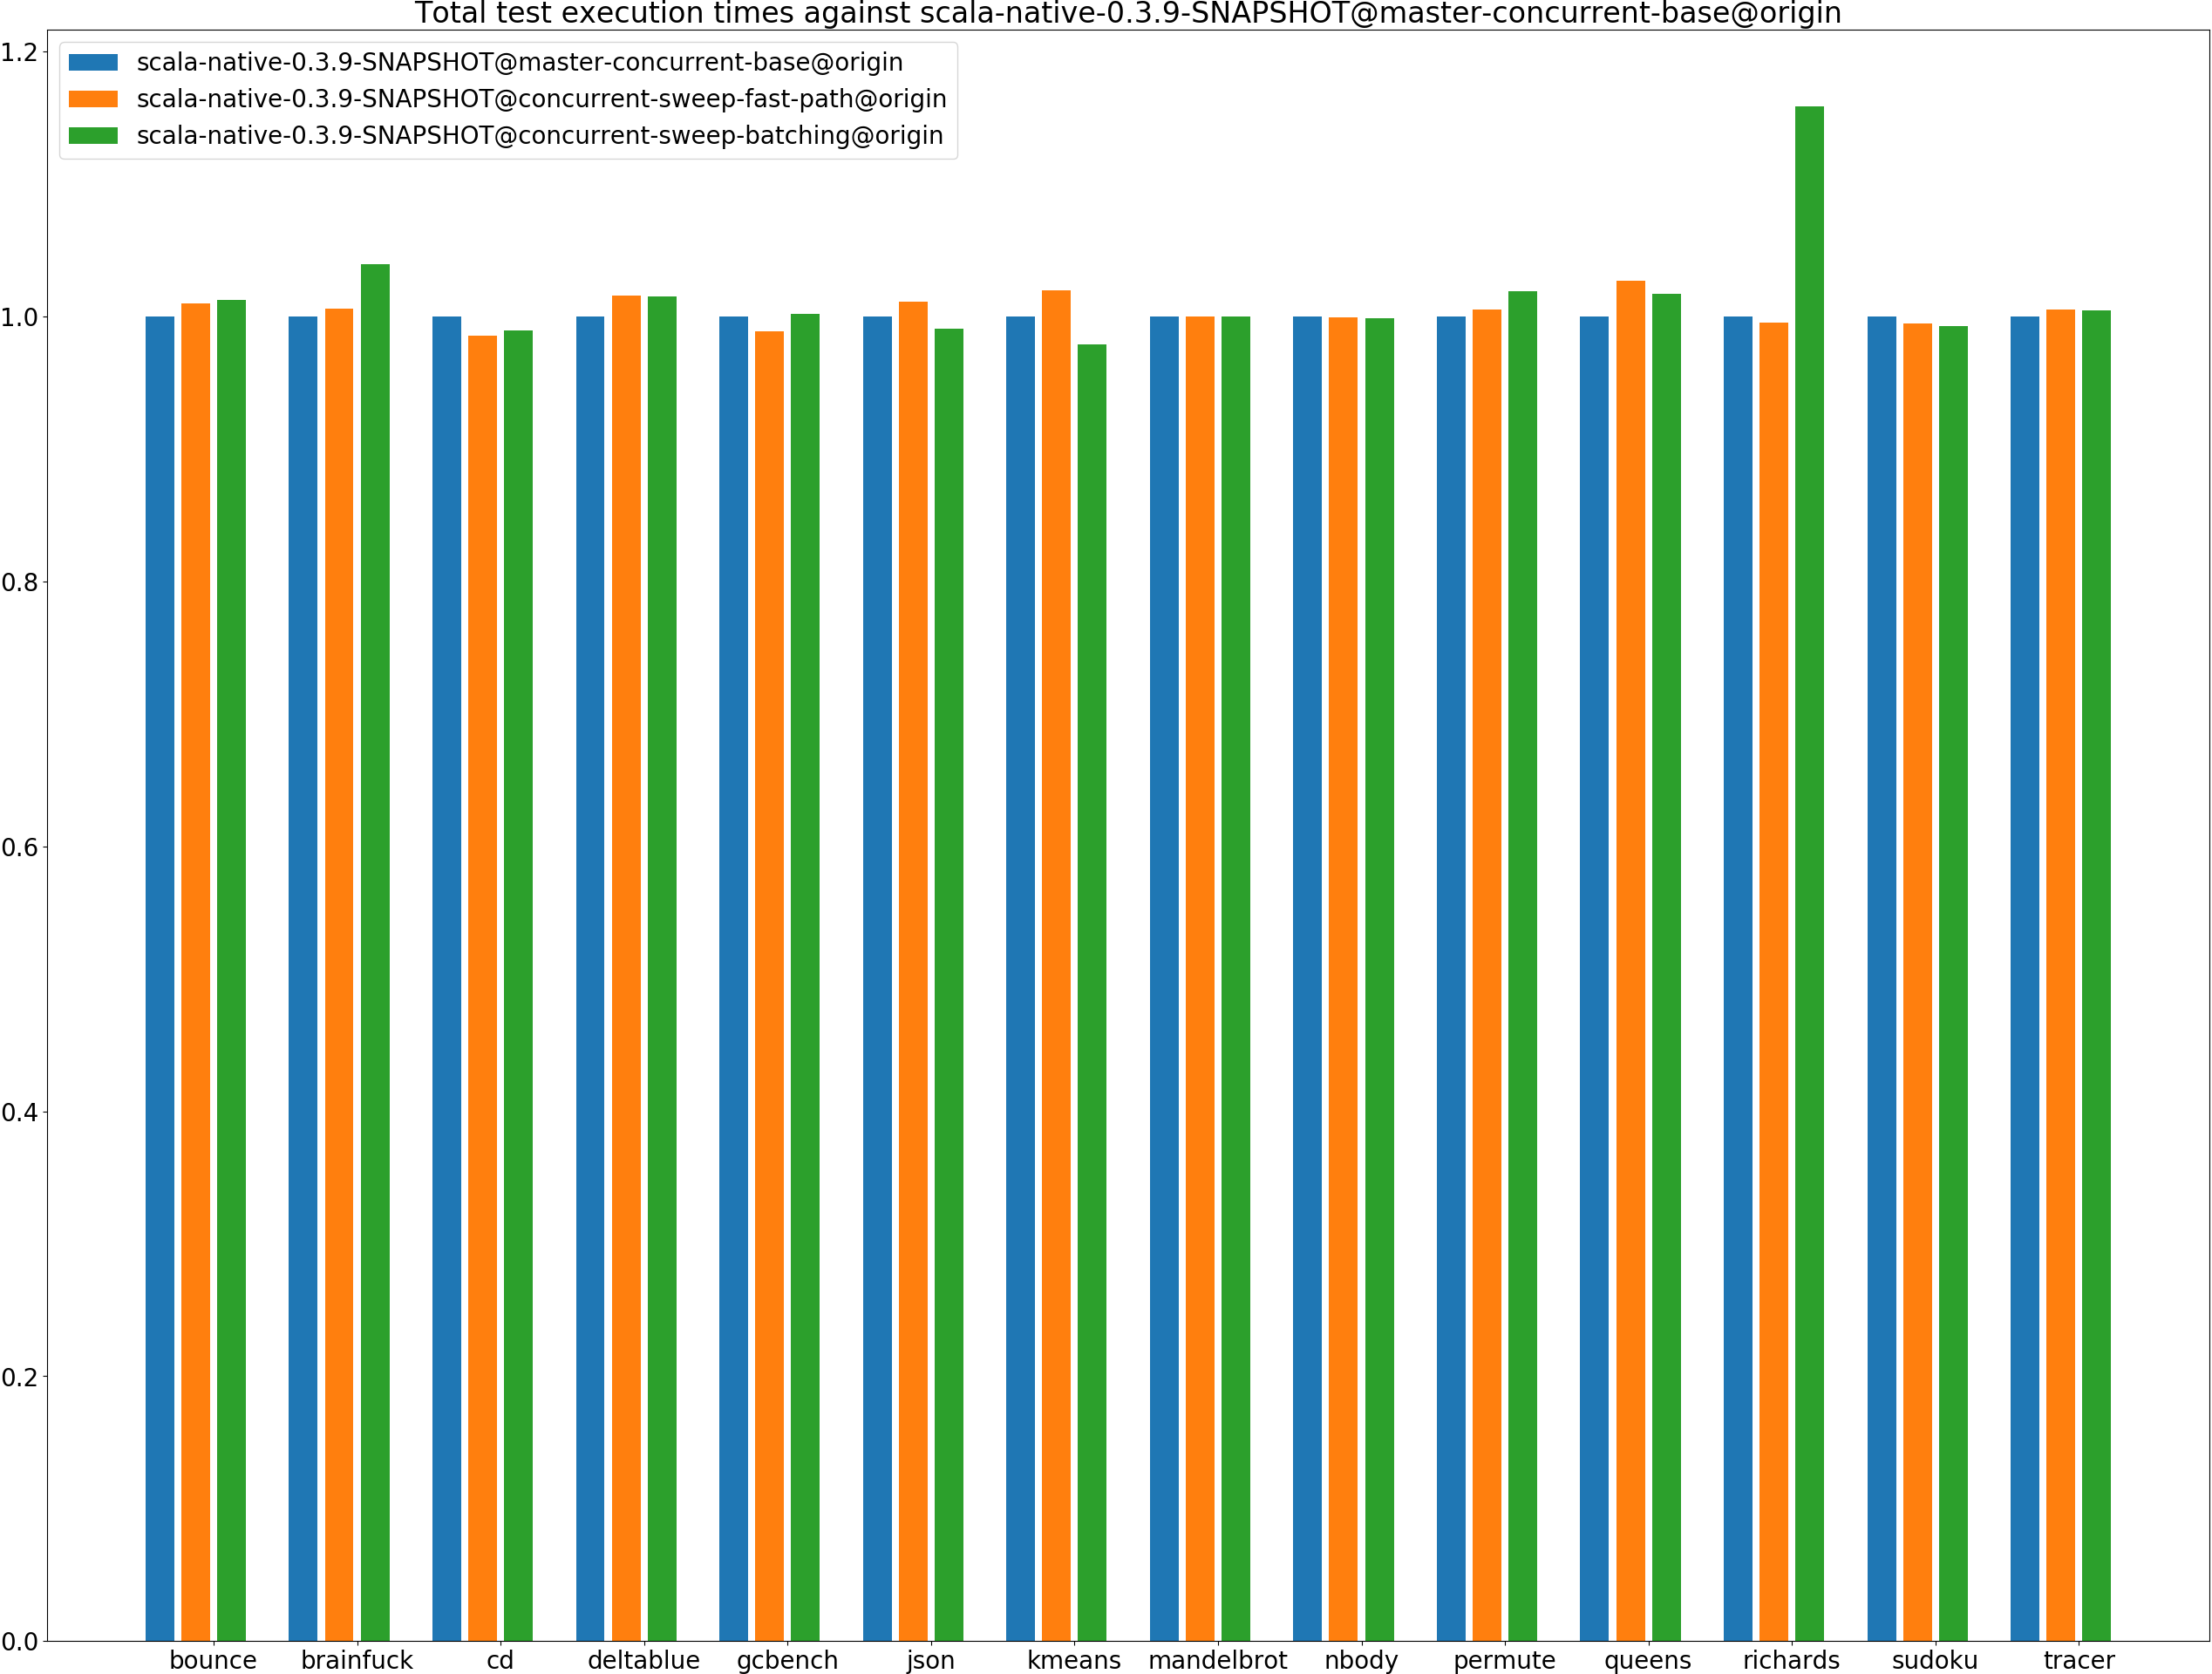 Total test execution times against scala-native-0.3.9-SNAPSHOT@master-concurrent-base@origin
scala-native-0.3.9-SNAPSHOT@master-concurrent-base@origin
scala-native-0.3.9-SNAPSHOT@concurrent-sweep-fast-path@origin
scala-native-0.3.9-SNAPSHOT@concurrent-sweep-batching@origin
1.2
1.0
0.8
0.6
0.4
0.2
0.0
bounce brainfuck cd deltablue gcbench json kmeans mandelbrot nbody permute queens richards sudoku tracer